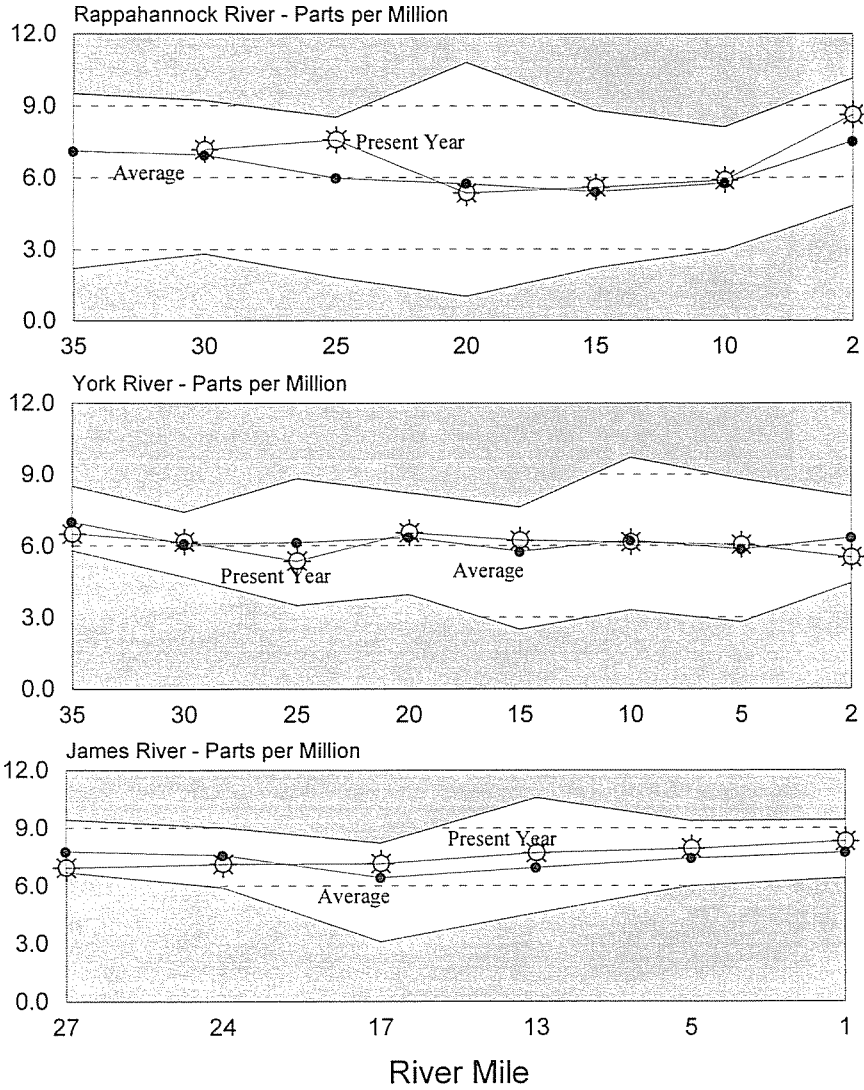 Rappahannock River - Parts per Million
12.0
9.0
Present Year
Average
6.0
3.0
0.0
35 30 25 20 15 10 2
York River - Parts per Million
12.0
9.0
6.0
Present Year Average
3.0
0.0
35 30 25 20 15 10 5 2
James River - Parts per Million
12.0
9.0
Present Year
6.0
Average
3.0
0.0
27 24 17 13 5 1
River Mile